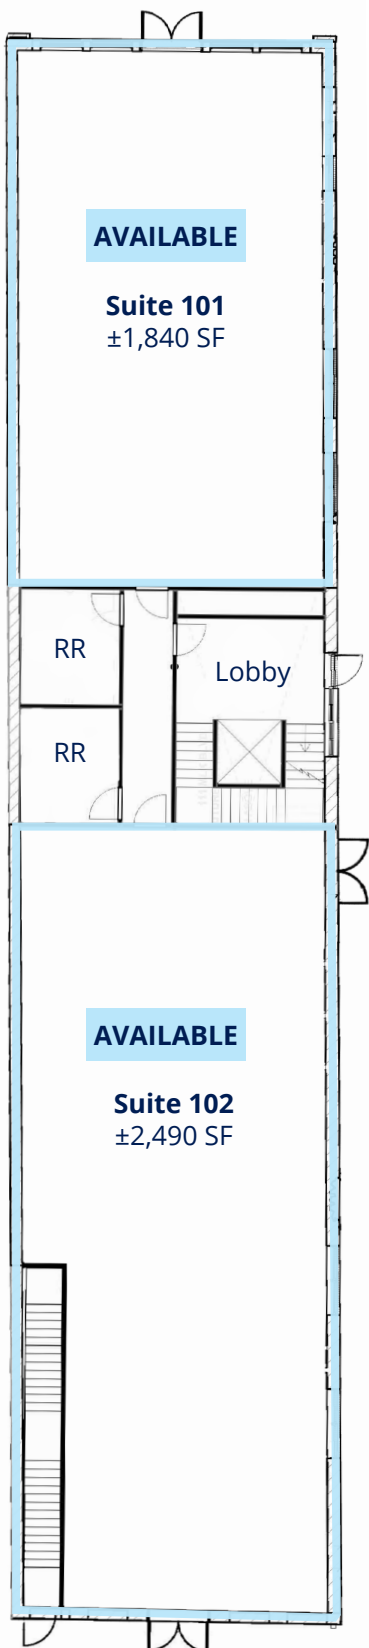 AVAILABLE
Suite 101
±1,840 SF
RR
Lobby
RR
AVAILABLE
Suite 102
±2,490 SF